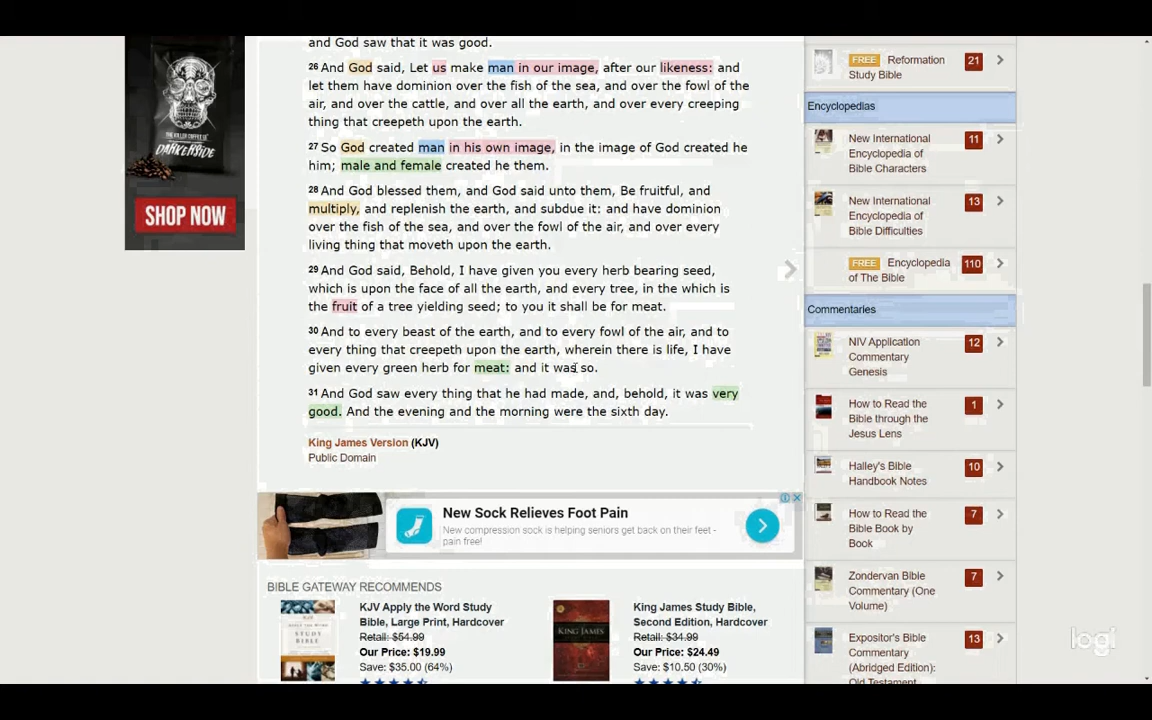 and God saw that it was good.
26 And God said, Let us make man in our image, after our likeness: and
let them have dominion over the fish of the sea, and over the fowl of the
air, and over the cattle, and over all the earth, and over every creeping
thing that creepeth upon the earth.
27 So God created man in his own image, in the image of God created he
him; male and female created he them.
28 And God blessed them, and God said unto them, Be fruitful, and
multiply, and replenish the earth, and subdue it: and have dominion
over the fish of the sea, and over the fowl of the air, and over every
living thing that moveth upon the earth.
29 And God said, Behold, I have given you every herb bearing seed,
which is upon the face of all the earth, and every tree, in the which is
the fruit of a tree yielding seed; to you it shall be for meat.
30 And to every beast of the earth, and to every fowl of the air, and to
every thing that creepeth upon the earth, wherein there is life, I have
given every green herb for meat: and it was so.
31 And God saw every thing that he had made, and, behold, it was very
good. And the evening and the morning were the sixth day.
King James Version (KJV)
Public Domain
DARKERSIDE
SHOP NOW
New Sock Relieves Foot Pain
New compression sock is helping seniors get back on their feet -
pain free!
BIBLE GATEWAY RECOMMENDS
KJV Apply the Word Study
Bible, Large Print, Hardcover
Retail: $54.99
Our Price: $19.99
Save: $35.00 (64%)
STUDY
BIBLE
KING JAMES
King James Study Bible,
Second Edition, Hardcover
Retail: $34.99
Our Price: $24.49
Save: $10.50 (30%)
FREE Reformation 21
Study Bible
Encyclopedias
New International 11
Encyclopedia of
Bible Characters
New International 13
Encyclopedia of
Bible Difficulties
FREE Encyclopedia 110
of The Bible
Commentaries
NIV Application 12
Commentary
Genesis
How to Read the 1
Bible through the
Jesus Lens
Halley's Bible 10
Handbook Notes
How to Read the 7
Bible Book by
Book
Zondervan Bible 7
Commentary (One
Volume)
Expositor's Bible 13
Commentary
(Abridged Edition):
Old Testament
logi